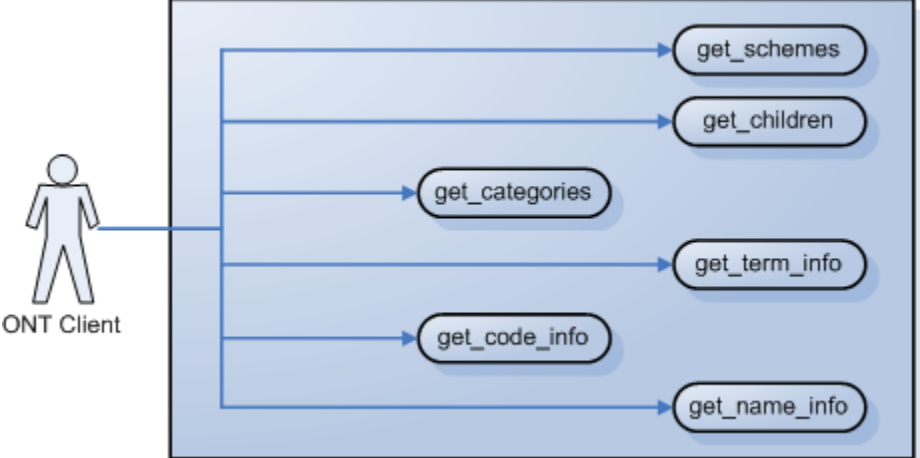 get_schemes
get_children
get_categories
get_term_info
ONT Client
get_code_info
get_name_info